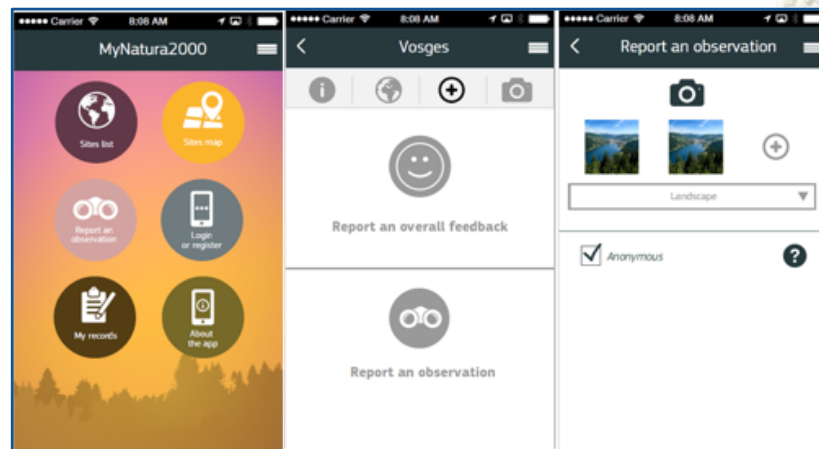 Carrier 8:08 AM
MyNatura2000
Sites list
Sites map
Report an
observation
Login
or register
My records
About
the app
Carrier 8:08 AM
Vosges
Report an overall feedback
Report an observation
Carrier 8:08 AM
Report an observation
Landscape
Anonymous
?